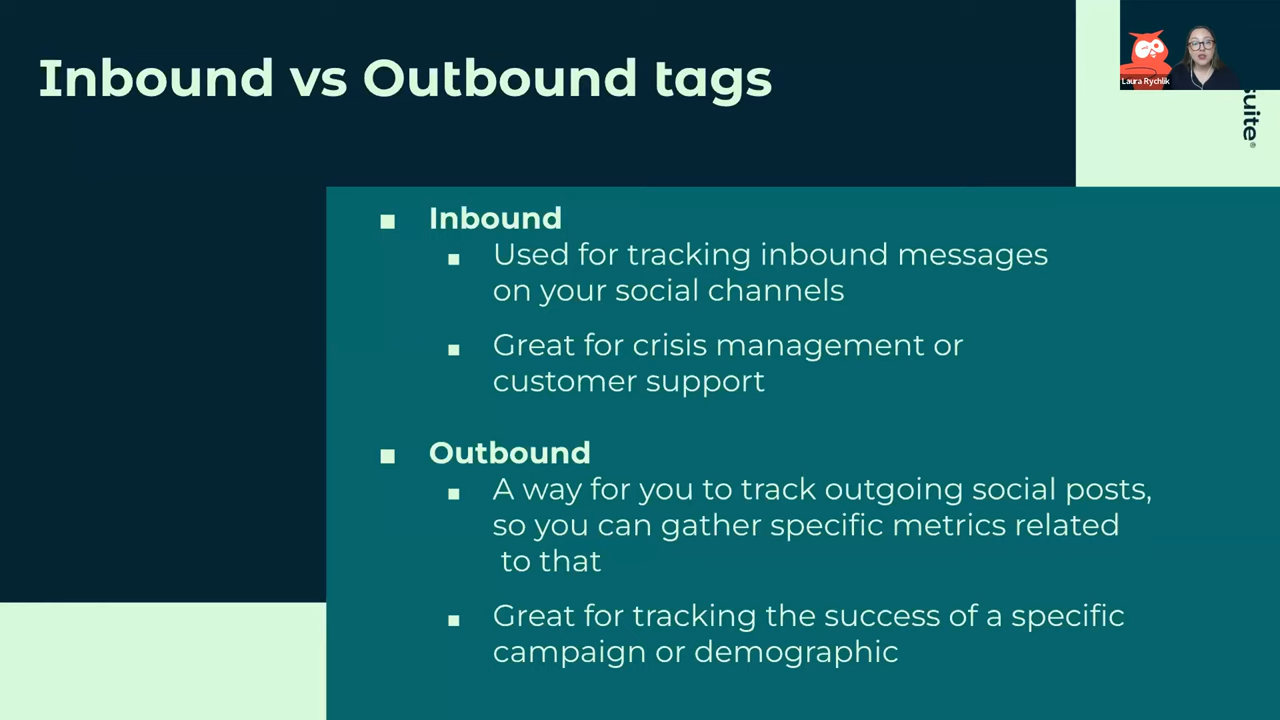 Inbound vs Outbound tags
Laura Rychlik
suite®
Inbound
Used for tracking inbound messages
on your social channels
Great for crisis management or
customer support
Outbound
A way for you to track outgoing social posts,
so you can gather specific metrics related
to that
Great for tracking the success of a specific
campaign or demographic